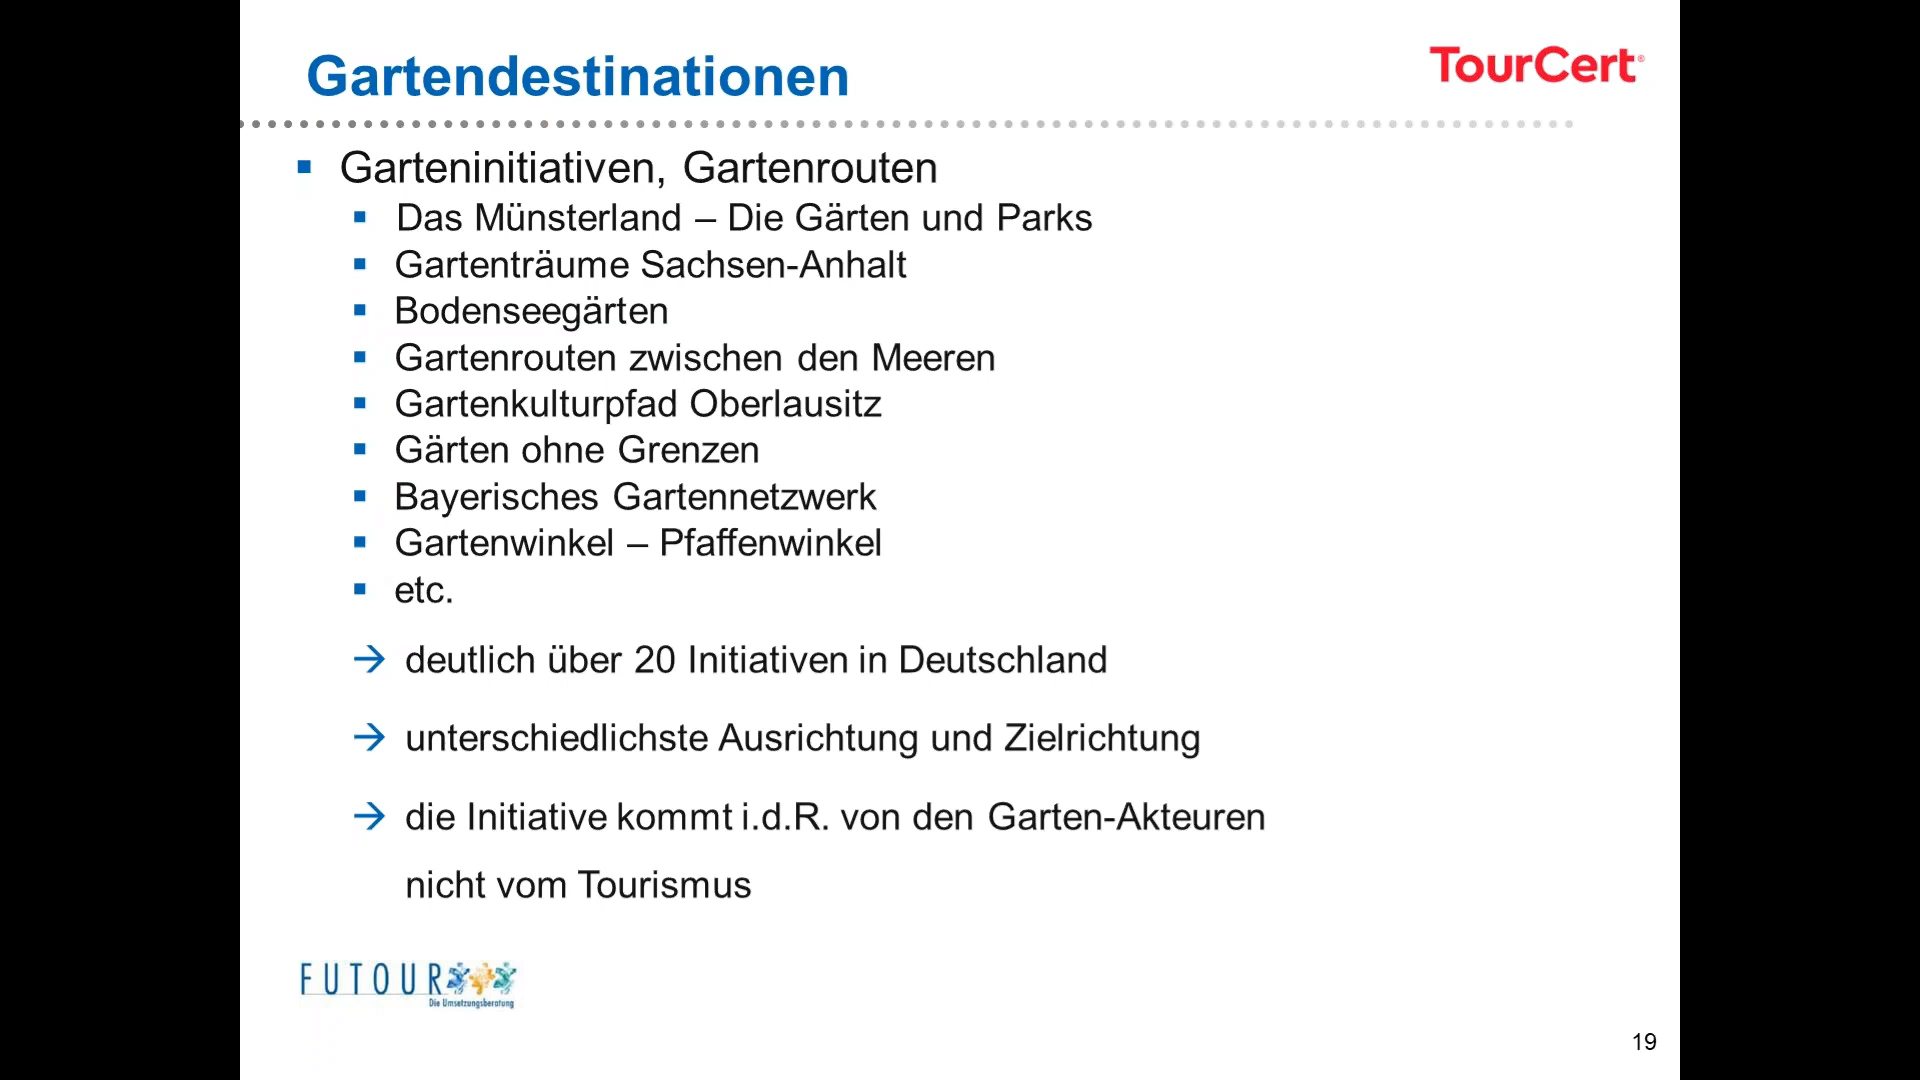 Gartendestinationen
TourCert®
Garteninitiativen, Gartenrouten
Das Münsterland – Die Gärten und Parks
Gartenträume Sachsen-Anhalt
Bodenseegärten
Gartenrouten zwischen den Meeren
Gartenkulturpfad Oberlausitz
Gärten ohne Grenzen
Bayerisches Gartennetzwerk
Gartenwinkel – Pfaffenwinkel
etc.
→ deutlich über 20 Initiativen in Deutschland
→ unterschiedlichste Ausrichtung und Zielrichtung
→ die Initiative kommt i.d.R. von den Garten-Akteuren
nicht vom Tourismus
FUTOUR
Die Umsetzungsberatung
19